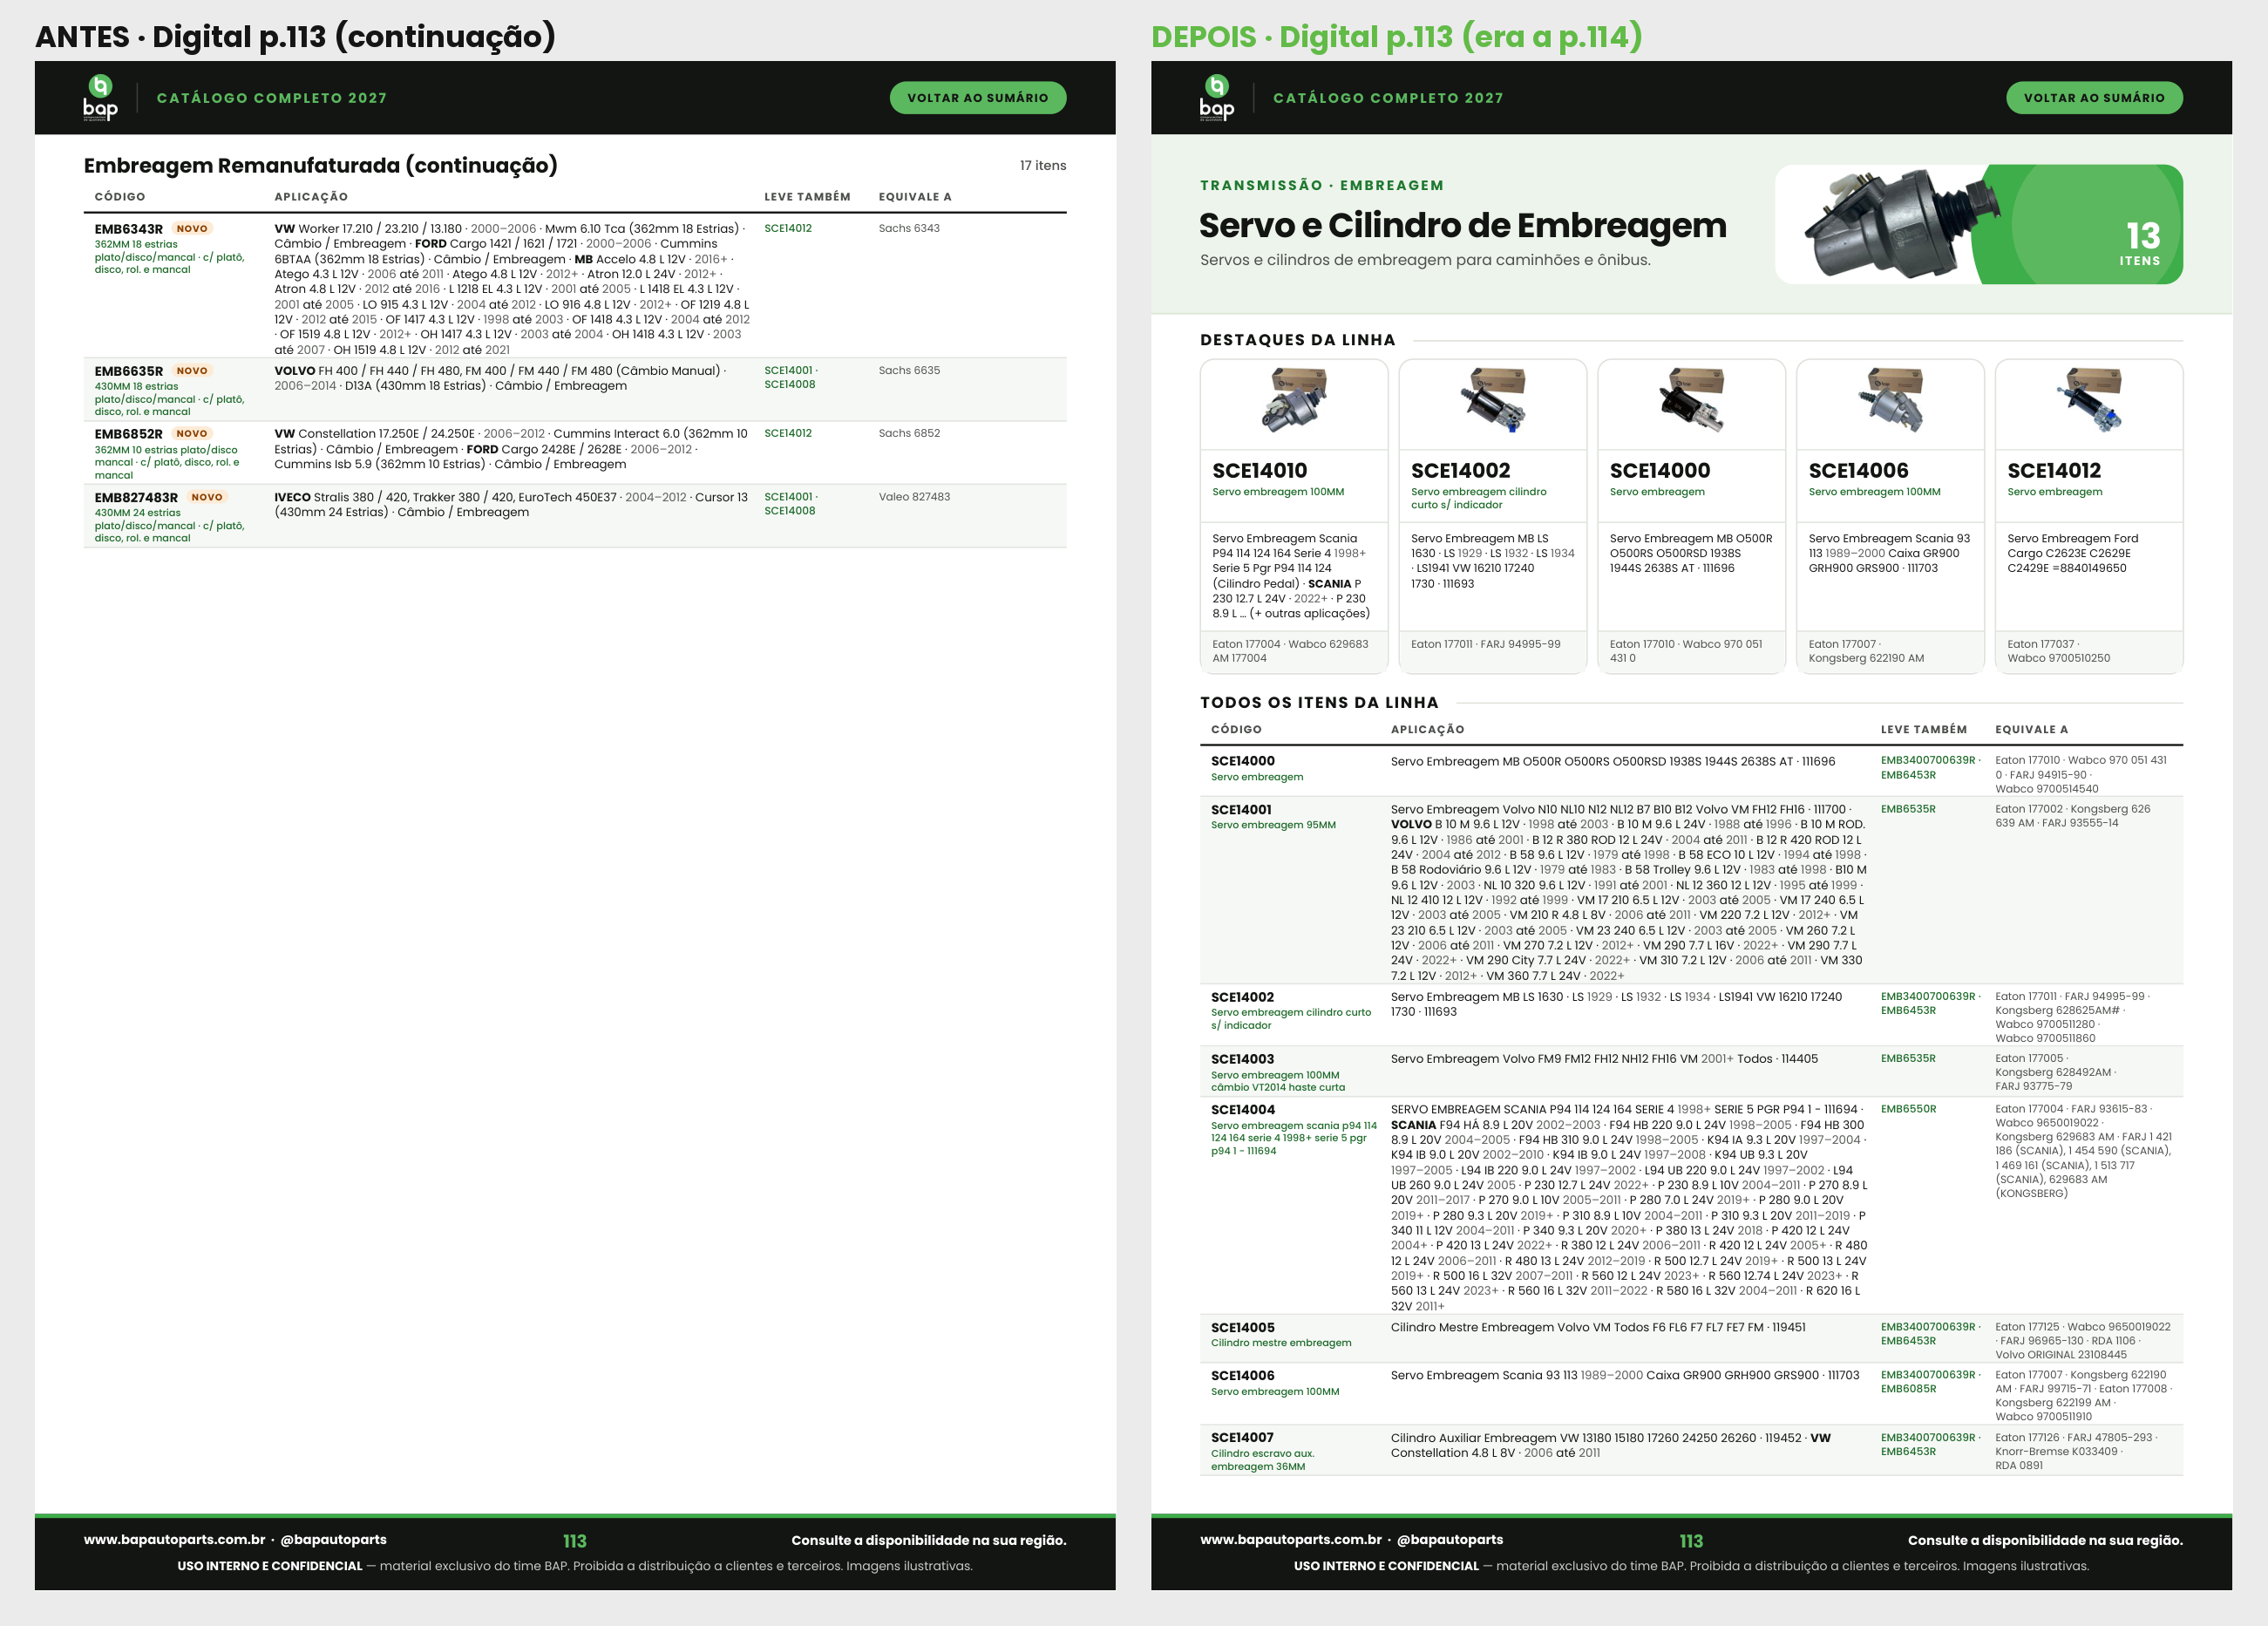 ANTES · Digital p.113 (continuação)
bap
CATÁLOGO COMPLETO 2027
VOLTAR AO SUMÁRIO
Embreagem Remanufaturada (continuação)
17 itens
CÓDIGO APLICAÇÃO LEVE TAMBÉM EQUIVALE A
EMB6343R NOVO
362MM 18 estrias
plato/disco/mancal · c/ platô,
disco, rol. e mancal
VW Worker 17.210 / 23.210 / 13.180 · 2000–2006 · Mwm 6.10 Tca (362mm 18 Estrias) ·
Câmbio / Embreagem · FORD Cargo 1421 / 1621 / 1721 · 2000–2006 · Cummins
6BTAA (362mm 18 Estrias) · Câmbio / Embreagem · MB Accelo 4.8 L 12V · 2016+ ·
Atego 4.3 L 12V · 2006 até 2011 · Atego 4.8 L 12V · 2012+ · Atron 12.0 L 24V · 2012+ ·
Atron 4.8 L 12V · 2012 até 2016 · L 1218 EL 4.3 L 12V · 2001 até 2005 · L 1418 EL 4.3 L 12V ·
2001 até 2005 · LO 915 4.3 L 12V · 2004 até 2012 · LO 916 4.8 L 12V · 2012+ · OF 1219 4.8 L
12V · 2012 até 2015 · OF 1417 4.3 L 12V · 1998 até 2003 · OF 1418 4.3 L 12V · 2004 até 2012
· OF 1519 4.8 L 12V · 2012+ · OH 1417 4.3 L 12V · 2003 até 2004 · OH 1418 4.3 L 12V · 2003
até 2007 · OH 1519 4.8 L 12V · 2012 até 2021
SCE14012
Sachs 6343
EMB6635R NOVO
430MM 18 estrias
plato/disco/mancal · c/ platô,
disco, rol. e mancal
VOLVO FH 400 / FH 440 / FH 480, FM 400 / FM 440 / FM 480 (Câmbio Manual) ·
2006–2014 · D13A (430mm 18 Estrias) · Câmbio / Embreagem
SCE14001 ·
SCE14008
Sachs 6635
EMB6852R NOVO
362MM 10 estrias plato/disco
mancal · c/ platô, disco, rol. e
mancal
VW Constellation 17.250E / 24.250E · 2006–2012 · Cummins Interact 6.0 (362mm 10
Estrias) · Câmbio / Embreagem · FORD Cargo 2428E / 2628E · 2006–2012 ·
Cummins Isb 5.9 (362mm 10 Estrias) · Câmbio / Embreagem
SCE14012
Sachs 6852
EMB827483R NOVO
430MM 24 estrias
plato/disco/mancal · c/ platô,
disco, rol. e mancal
IVECO Stralis 380 / 420, Trakker 380 / 420, EuroTech 450E37 · 2004–2012 · Cursor 13
(430mm 24 Estrias) · Câmbio / Embreagem
SCE14001 ·
SCE14008
Valeo 827483
www.bapautoparts.com.br · @bapautoparts
113
Consulte a disponibilidade na sua região.
USO INTERNO E CONFIDENCIAL — material exclusivo do time BAP. Proibida a distribuição a clientes e terceiros. Imagens ilustrativas.
DEPOIS · Digital p.113 (era a p.114)
bap
CATÁLOGO COMPLETO 2027
VOLTAR AO SUMÁRIO
TRANSMISSÃO · EMBREAGEM
Servo e Cilindro de Embreagem
Servos e cilindros de embreagem para caminhões e ônibus.
13
ITENS
DESTAQUES DA LINHA
SCE14010
Servo embreagem 100MM
Servo Embreagem Scania
P94 114 124 164 Serie 4 1998+
Serie 5 Pgr P94 114 124
(Cilindro Pedal) · SCANIA P
230 12.7 L 24V · 2022+ · P 230
8.9 L … (+ outras aplicações)
Eaton 177004 · Wabco 629683
AM 177004
SCE14002
Servo embreagem cilindro
curto s/ indicador
Servo Embreagem MB LS
1630 · LS 1929 · LS 1932 · LS 1934
· LS1941 VW 16210 17240
1730 · 111693
Eaton 177011 · FARJ 94995-99
SCE14000
Servo embreagem
Servo Embreagem MB O500R
O500RS O500RSD 1938S
1944S 2638S AT · 111696
Eaton 177010 · Wabco 970 051
431 0
SCE14006
Servo embreagem 100MM
Servo Embreagem Scania 93
113 1989–2000 Caixa GR900
GRH900 GRS900 · 111703
Eaton 177007 ·
Kongsberg 622190 AM
SCE14012
Servo embreagem
Servo Embreagem Ford
Cargo C2623E C2629E
C2429E =8840149650
Eaton 177037 ·
Wabco 9700510250
TODOS OS ITENS DA LINHA
CÓDIGO APLICAÇÃO LEVE TAMBÉM EQUIVALE A
SCE14000
Servo embreagem
Servo Embreagem MB O500R O500RS O500RSD 1938S 1944S 2638S AT · 111696
EMB3400700639R ·
EMB6453R
Eaton 177010 · Wabco 970 051 431
0 · FARJ 94915-90 ·
Wabco 9700514540
SCE14001
Servo embreagem 95MM
Servo Embreagem Volvo N10 NL10 N12 NL12 B7 B10 B12 Volvo VM FH12 FH16 · 111700 ·
VOLVO B 10 M 9.6 L 12V · 1998 até 2003 · B 10 M 9.6 L 24V · 1988 até 1996 · B 10 M ROD.
9.6 L 12V · 1986 até 2001 · B 12 R 380 ROD 12 L 24V · 2004 até 2011 · B 12 R 420 ROD 12 L
24V · 2004 até 2012 · B 58 9.6 L 12V · 1979 até 1998 · B 58 ECO 10 L 12V · 1994 até 1998 ·
B 58 Rodoviário 9.6 L 12V · 1979 até 1983 · B 58 Trolley 9.6 L 12V · 1983 até 1998 · B10 M
9.6 L 12V · 2003 · NL 10 320 9.6 L 12V · 1991 até 2001 · NL 12 360 12 L 12V · 1995 até 1999 ·
NL 12 410 12 L 12V · 1992 até 1999 · VM 17 210 6.5 L 12V · 2003 até 2005 · VM 17 240 6.5 L
12V · 2003 até 2005 · VM 210 R 4.8 L 8V · 2006 até 2011 · VM 220 7.2 L 12V · 2012+ · VM
23 210 6.5 L 12V · 2003 até 2005 · VM 23 240 6.5 L 12V · 2003 até 2005 · VM 260 7.2 L
12V · 2006 até 2011 · VM 270 7.2 L 12V · 2012+ · VM 290 7.7 L 16V · 2022+ · VM 290 7.7 L
24V · 2022+ · VM 290 City 7.7 L 24V · 2022+ · VM 310 7.2 L 12V · 2006 até 2011 · VM 330
7.2 L 12V · 2012+ · VM 360 7.7 L 24V · 2022+
EMB6535R
Eaton 177002 · Kongsberg 626
639 AM · FARJ 93555-14
SCE14002
Servo embreagem cilindro curto
s/ indicador
Servo Embreagem MB LS 1630 · LS 1929 · LS 1932 · LS 1934 · LS1941 VW 16210 17240
1730 · 111693
EMB3400700639R ·
EMB6453R
Eaton 177011 · FARJ 94995-99 ·
Kongsberg 628625AM# ·
Wabco 9700511280 ·
Wabco 9700511860
SCE14003
Servo embreagem 100MM
câmbio VT2014 haste curta
Servo Embreagem Volvo FM9 FM12 FH12 NH12 FH16 VM 2001+ Todos · 114405
EMB6535R
Eaton 177005 ·
Kongsberg 628492AM ·
FARJ 93775-79
SCE14004
Servo embreagem scania p94 114
124 164 serie 4 1998+ serie 5 pgr
p94 1 - 111694
SERVO EMBREAGEM SCANIA P94 114 124 164 SERIE 4 1998+ SERIE 5 PGR P94 1 - 111694 ·
SCANIA F94 HÁ 8.9 L 20V 2002–2003 · F94 HB 220 9.0 L 24V 1998–2005 · F94 HB 300
8.9 L 20V 2004–2005 · F94 HB 310 9.0 L 24V 1998–2005 · K94 IA 9.3 L 20V 1997–2004 ·
K94 IB 9.0 L 20V 2002–2010 · K94 IB 9.0 L 24V 1997–2008 · K94 UB 9.3 L 20V
1997–2005 · L94 IB 220 9.0 L 24V 1997–2002 · L94 UB 220 9.0 L 24V 1997–2002 · L94
UB 260 9.0 L 24V 2005 · P 230 12.7 L 24V 2022+ · P 230 8.9 L 10V 2004–2011 · P 270 8.9 L
20V 2011–2017 · P 270 9.0 L 10V 2005–2011 · P 280 7.0 L 24V 2019+ · P 280 9.0 L 20V
2019+ · P 280 9.3 L 20V 2019+ · P 310 8.9 L 10V 2004–2011 · P 310 9.3 L 20V 2011–2019 · P
340 11 L 12V 2004–2011 · P 340 9.3 L 20V 2020+ · P 380 13 L 24V 2018 · P 420 12 L 24V
2004+ · P 420 13 L 24V 2022+ · R 380 12 L 24V 2006–2011 · R 420 12 L 24V 2005+ · R 480
12 L 24V 2006–2011 · R 480 13 L 24V 2012–2019 · R 500 12.7 L 24V 2019+ · R 500 13 L 24V
2019+ · R 500 16 L 32V 2007–2011 · R 560 12 L 24V 2023+ · R 560 12.74 L 24V 2023+ · R
560 13 L 24V 2023+ · R 560 16 L 32V 2011–2022 · R 580 16 L 32V 2004–2011 · R 620 16 L
32V 2011+
EMB6550R
Eaton 177004 · FARJ 93615-83 ·
Wabco 9650019022 ·
Kongsberg 629683 AM · FARJ 1 421
186 (SCANIA), 1 454 590 (SCANIA),
1 469 161 (SCANIA), 1 513 717
(SCANIA), 629683 AM
(KONGSBERG)
SCE14005
Cilindro mestre embreagem
Cilindro Mestre Embreagem Volvo VM Todos F6 FL6 F7 FL7 FE7 FM · 119451
EMB3400700639R ·
EMB6453R
Eaton 177125 · Wabco 9650019022
· FARJ 96965-130 · RDA 1106 ·
Volvo ORIGINAL 23108445
SCE14006
Servo embreagem 100MM
Servo Embreagem Scania 93 113 1989–2000 Caixa GR900 GRH900 GRS900 · 111703
EMB3400700639R ·
EMB6085R
Eaton 177007 · Kongsberg 622190
AM · FARJ 99715-71 · Eaton 177008 ·
Kongsberg 622199 AM ·
Wabco 9700511910
SCE14007
Cilindro escravo aux.
embreagem 36MM
Cilindro Auxiliar Embreagem VW 13180 15180 17260 24250 26260 · 119452 · VW
Constellation 4.8 L 8V · 2006 até 2011
EMB3400700639R ·
EMB6453R
Eaton 177126 · FARJ 47805-293 ·
Knorr-Bremse K033409 ·
RDA 0891
www.bapautoparts.com.br · @bapautoparts
113
Consulte a disponibilidade na sua região.
USO INTERNO E CONFIDENCIAL — material exclusivo do time BAP. Proibida a distribuição a clientes e terceiros. Imagens ilustrativas.